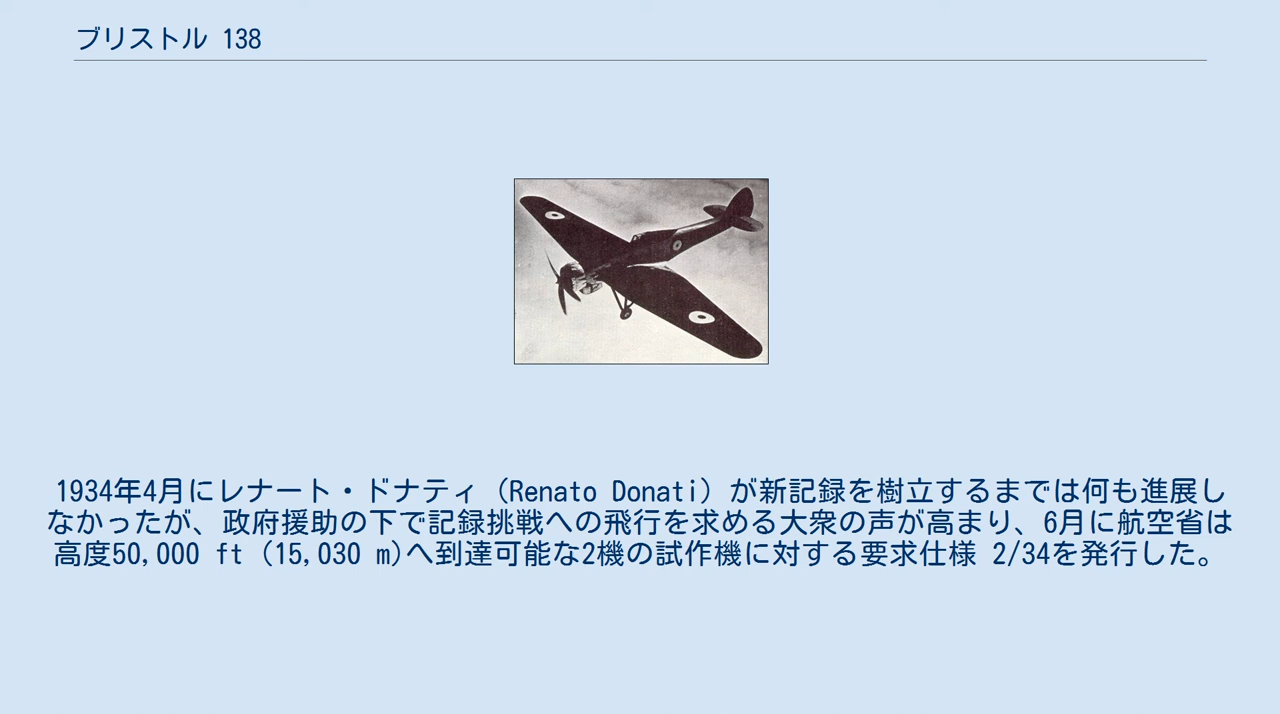 ブリストル 138
1934年4月にレナート・ドナティ（Renato Donati）が新記録を樹立するまでは何も進展し
なかったが、政府援助の下で記録挑戦への飛行を求める大衆の声が高まり、6月に航空省は
高度50,000 ft (15,030 m)へ到達可能な2機の試作機に対する要求仕様 2/34を発行した。